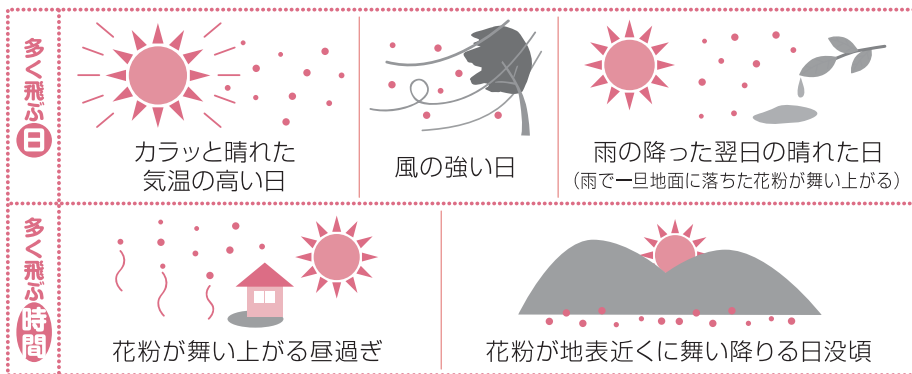 多く飛ぶ日
カラッと晴れた
気温の高い日
風の強い日
雨の降った翌日の晴れた日
（雨で一旦地面に落ちた花粉が舞い上がる）
多く飛ぶ時間
花粉が舞い上がる昼過ぎ
花粉が地表近くに舞い降りる日没頃